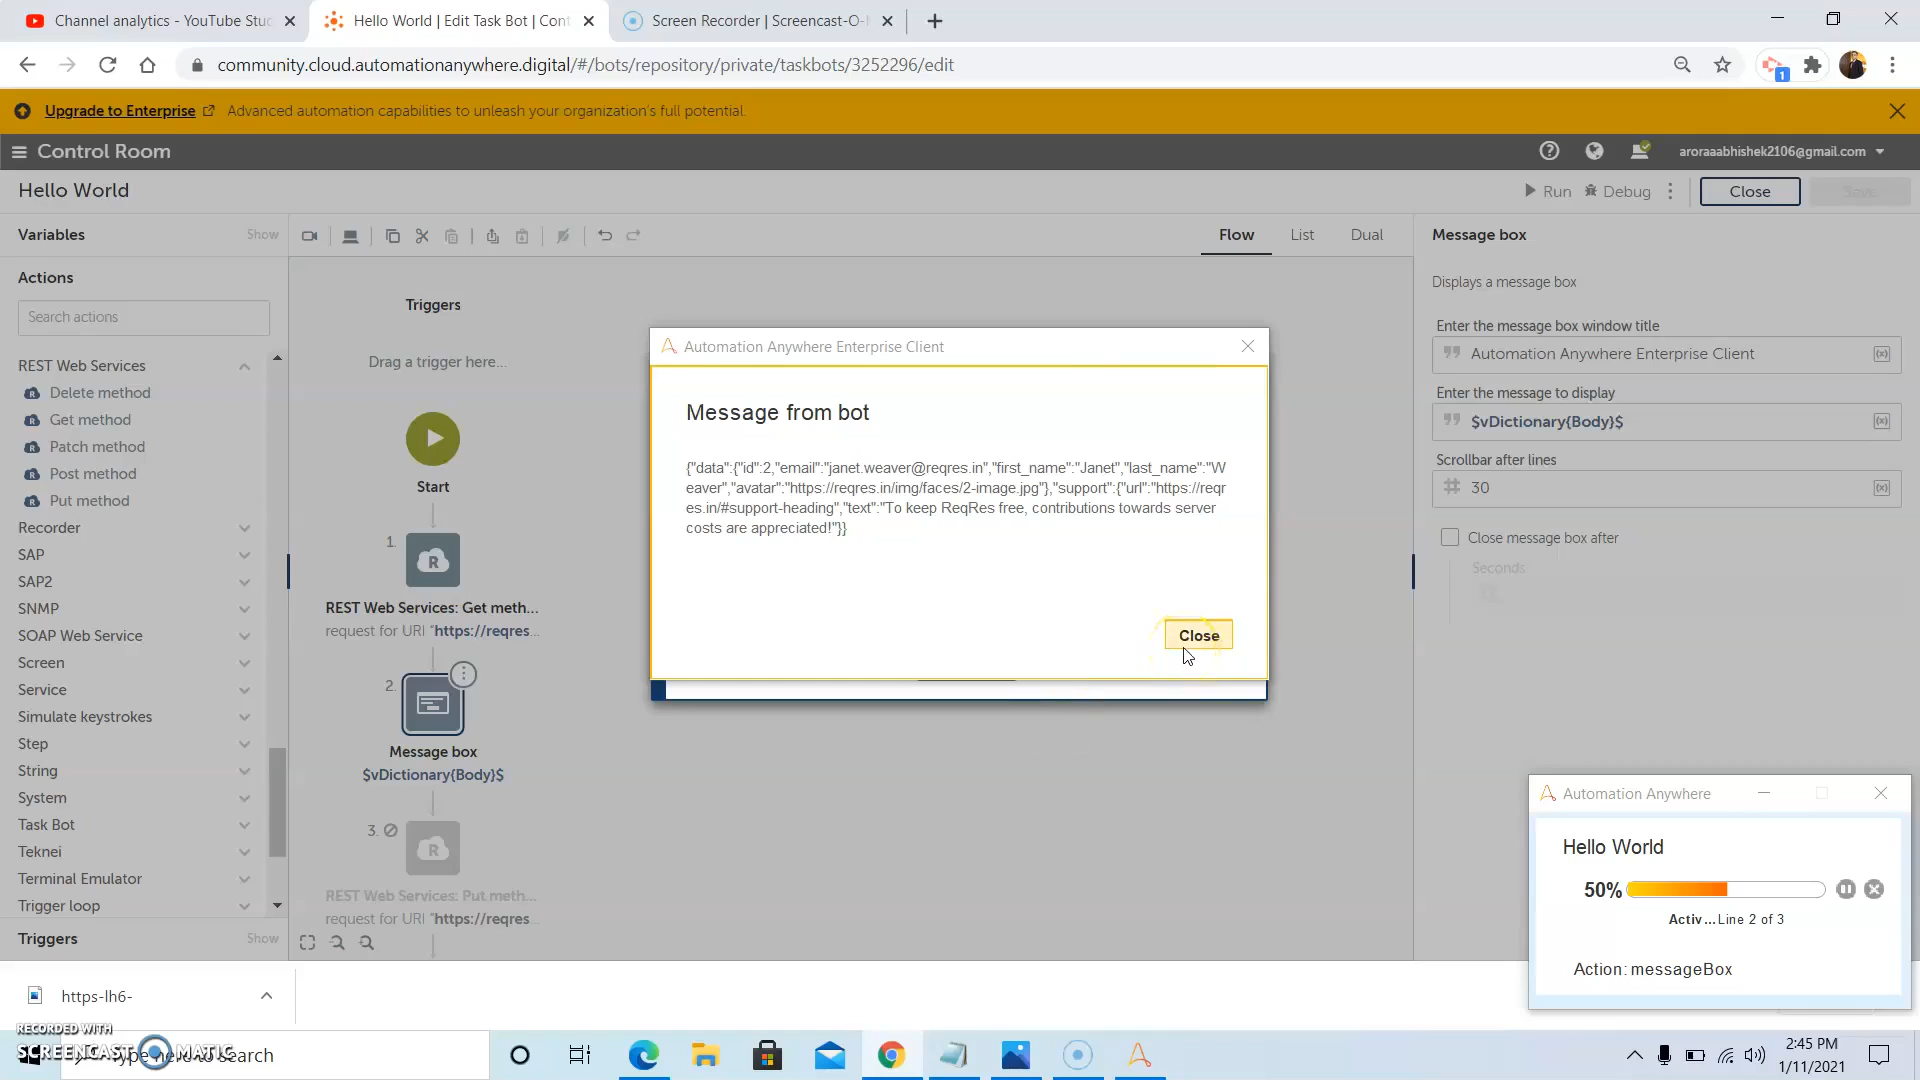 Channel analytics - YouTube Stu
Hello World | Edit Task Bot | Cont
Screen Recorder | Screencast-O-
community.cloud.automationanywhere.digital/#/bots/repository/private/taskbots/3252296/edit
1
Upgrade to Enterprise
Advanced automation capabilities to unleash your organization's full potential.
Control Room
aroraaabhishek2106@gmail.com
Hello World
Run
Debug
Close
Save
Variables
Show
Flow
List
Dual
Message box
Actions
Search actions
REST Web Services
Delete method
Get method
Patch method
Post method
Put method
Recorder
SAP
SAP2
SNMP
SOAP Web Service
Screen
Service
Simulate keystrokes
Step
String
System
Task Bot
Teknei
Terminal Emulator
Trigger loop
Triggers
Show
Triggers
Drag a trigger here...
Start
1.
R
REST Web Services: Get meth...
request for URI "https://reqres...
2.
Message box
$vDictionary{Body}$
3.
R
REST Web Services: Put meth...
request for URI "https://reqres
Automation Anywhere Enterprise Client
Message from bot
{"data":{"id":2,"email":"janet.weaver@reqres.in","first_name":"Janet","last_name":"W
eaver","avatar":"https://reqres.in/img/faces/2-image.jpg"},"support":{"url":"https://reqr
es.in/#support-heading","text":"To keep ReqRes free, contributions towards server
costs are appreciated!"}}
Close
Displays a message box
Enter the message box window title
Automation Anywhere Enterprise Client
(x)
Enter the message to display
$vDictionary{Body}$
(x)
Scrollbar after lines
30
(x)
Close message box after
Seconds
Automation Anywhere
Hello World
50%
Activ...Line 2 of 3
Action: messageBox
https-lh6-
RECORDED WITH
SCREENCAST MATIC
Type here to search
2:45 PM
1/11/2021